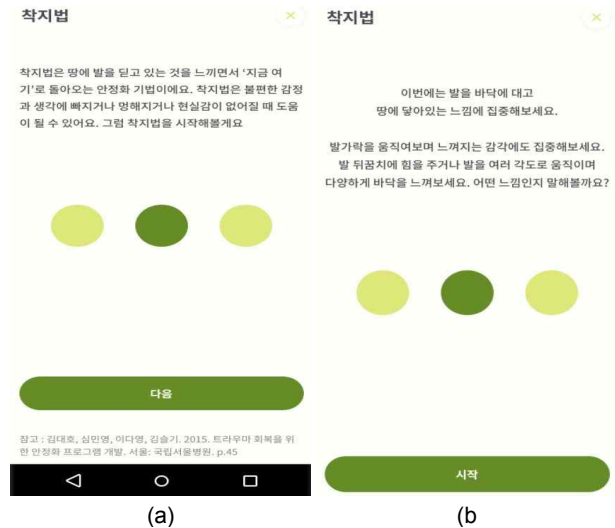 착지법
착지법은 땅에 발을 딛고 있는 것을 느끼면서 ‘지금 여
기’로 돌아오는 안정화 기법이에요. 착지법은 불편한 감정
과 생각에 빠지거나 멍해지거나 현실감이 없어질 때 도움
이 될 수 있어요. 그럼 착지법을 시작해볼게요
다음
참고 : 김대호, 심민영, 이다영, 김슬기. 2015. 트라우마 회복을 위
한 안정화 프로그램 개발. 서울: 국립서울병원. p.45
(a)
착지법
이번에는 발을 바닥에 대고
땅에 닿아있는 느낌에 집중해보세요.
발가락을 움직여보며 느껴지는 감각에도 집중해보세요.
발 뒤꿈치에 힘을 주거나 발을 여러 각도로 움직이며
다양하게 바닥을 느껴보세요. 어떤 느낌인지 말해볼까요?
시작
(b